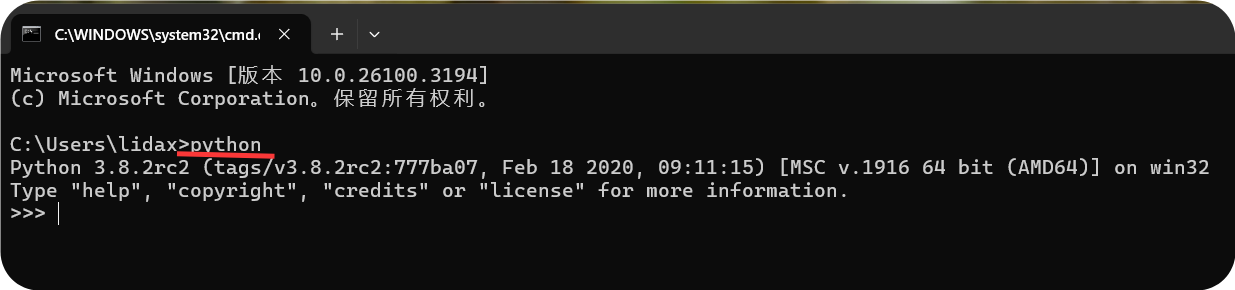 C:\WINDOWS\system32\cmd.e
Microsoft Windows [版本 10.0.26100.3194]
(c) Microsoft Corporation。保留所有权利。
C:\Users\lidax>python
Python 3.8.2rc2 (tags/v3.8.2rc2:777ba07, Feb 18 2020, 09:11:15) [MSC v.1916 64 bit (AMD64)] on win32
Type "help", "copyright", "credits" or "license" for more information.
>>>